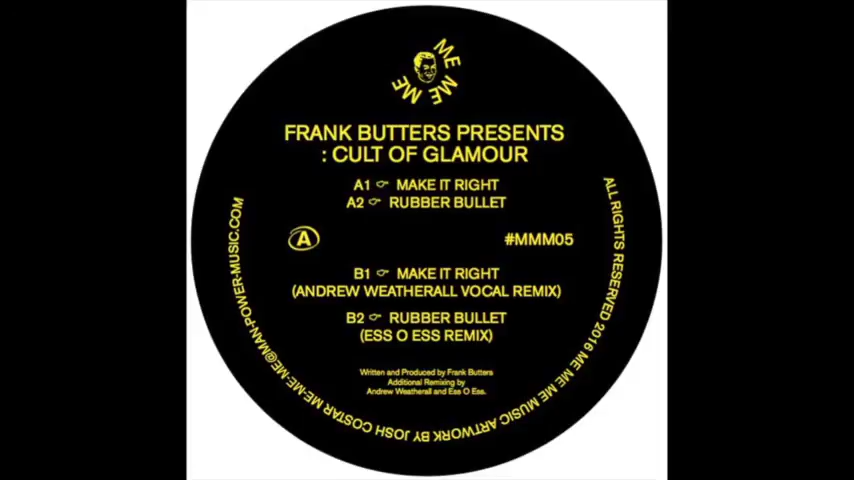 ME ME ME
FRANK BUTTERS PRESENTS
: CULT OF GLAMOUR
A1 👉 MAKE IT RIGHT
A2 👉 RUBBER BULLET
A
#MMM05
B1 👉 MAKE IT RIGHT
(ANDREW WEATHERALL VOCAL REMIX)
B2 👉 RUBBER BULLET
(ESS O ESS REMIX)
Written and Produced by Frank Butters
Additional Remixing by
Andrew Weatherall and Ess O Ess.
ALL RIGHTS RESERVED 2016 ME ME ME MUSIC ARTWORK BY JOSH COSTAR ME-ME-ME@MAN-POWER-MUSIC.COM